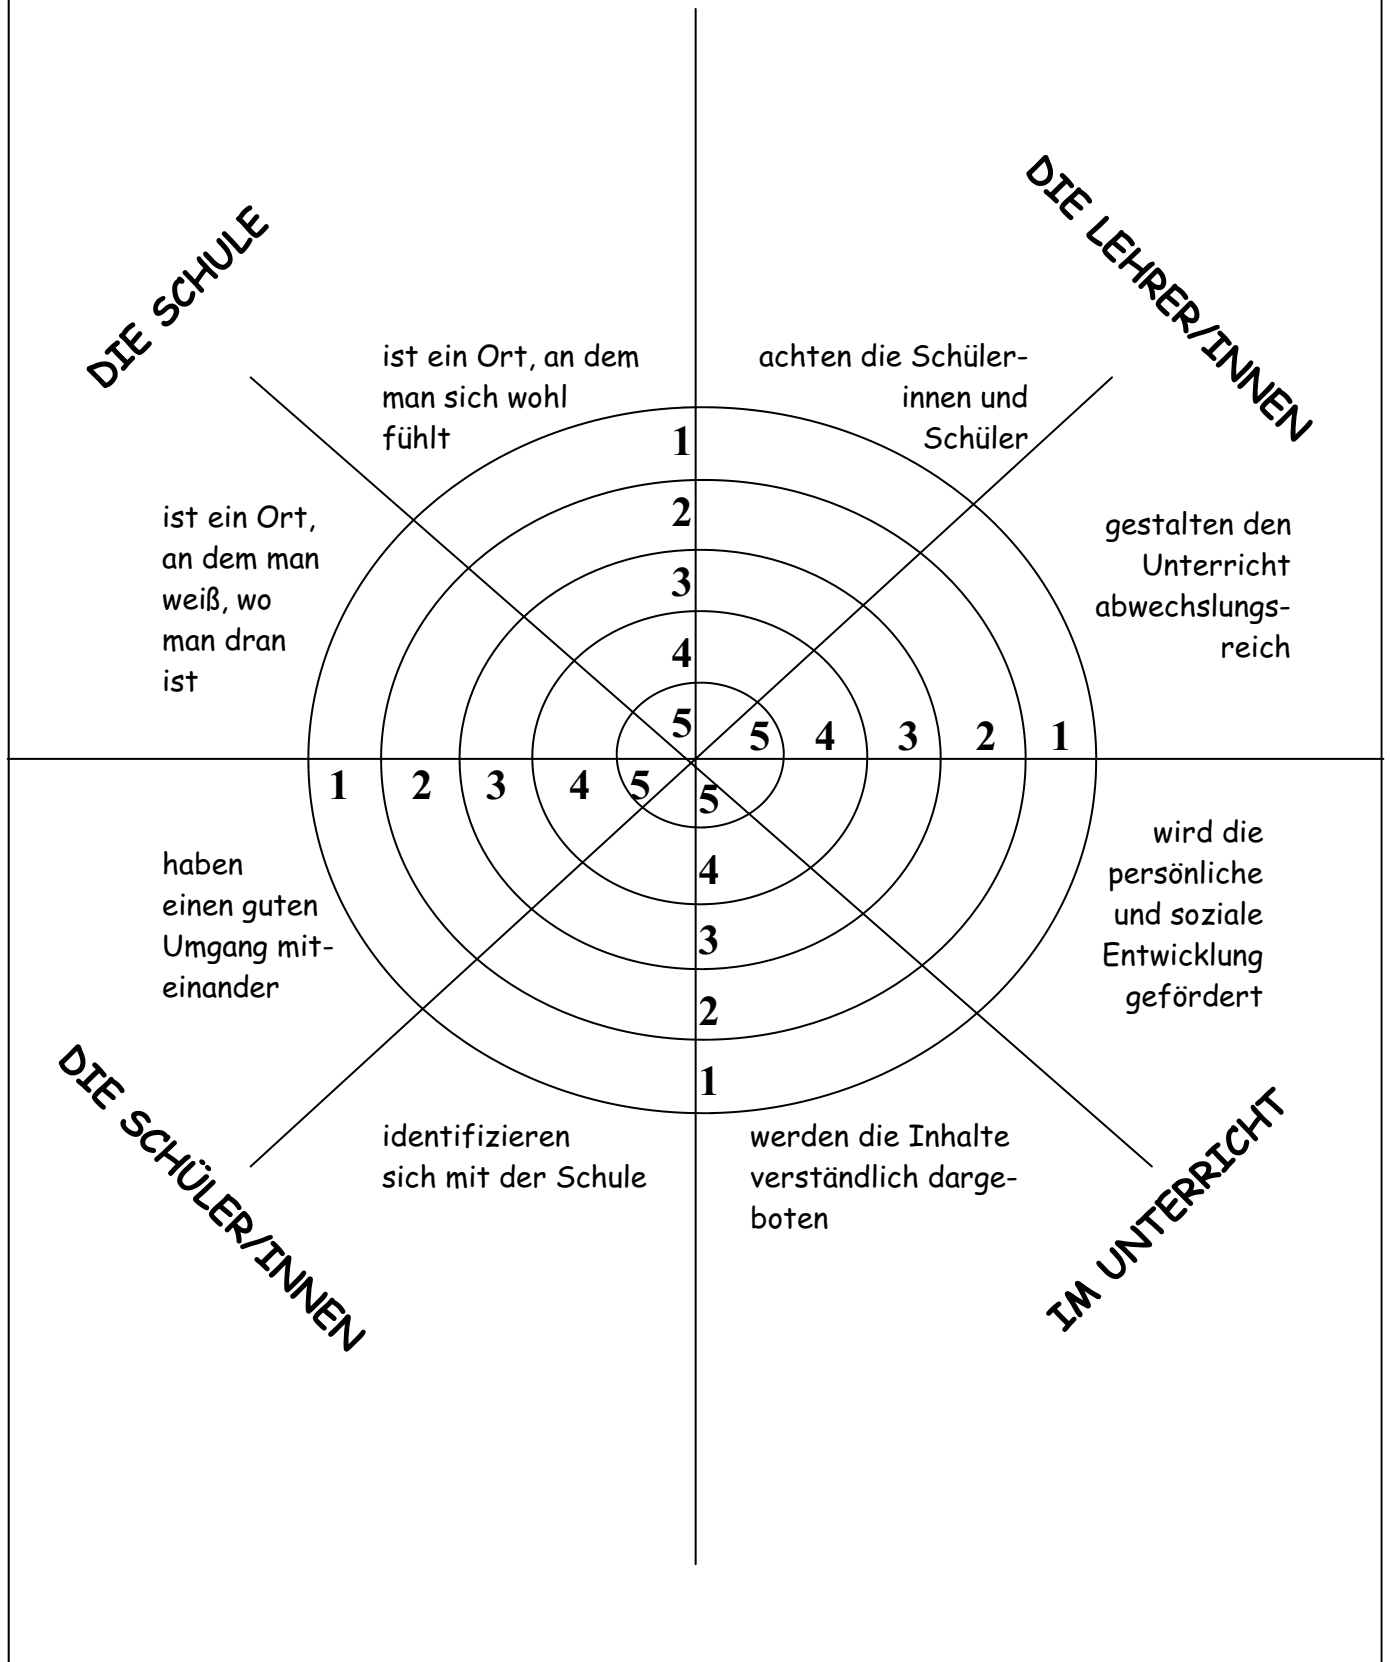 DIE SCHULE
ist ein Ort, an dem
man sich wohl
fühlt
ist ein Ort,
an dem man
weiß, wo
man dran
ist
DIE LEHRER/INNEN
achten die Schüler-
innen und
Schüler
gestalten den
Unterricht
abwechslungs-
reich
1
2
3
4
5
5 4 3 2 1
1 2 3 4 5
5
4
3
2
1
haben
einen guten
Umgang mit-
einander
DIE SCHÜLER/INNEN
identifizieren
sich mit der Schule
wird die
persönliche
und soziale
Entwicklung
gefördert
werden die Inhalte
verständlich darge-
boten
IM UNTERRICHT